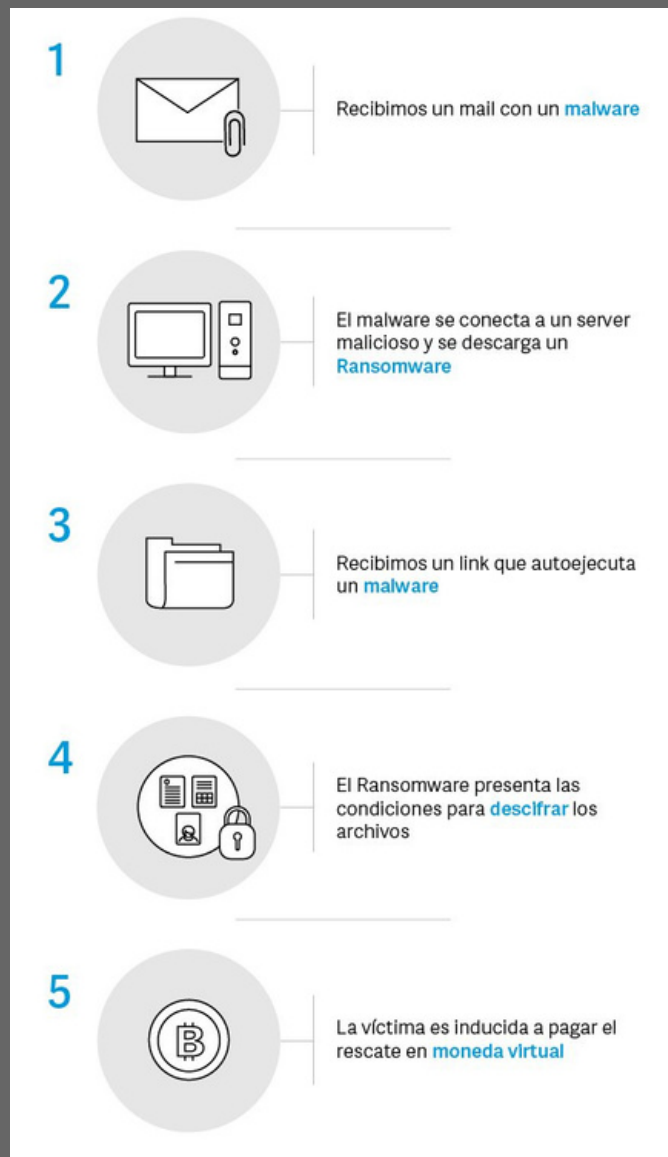 1
Recibimos un mail con un malware
2
El malware se conecta a un server
malicioso y se descarga un
Ransomware
3
Recibimos un link que autoejecuta
un malware
4
El Ransomware presenta las
condiciones para descifrar los
archivos
5
La víctima es inducida a pagar el
rescate en moneda virtual